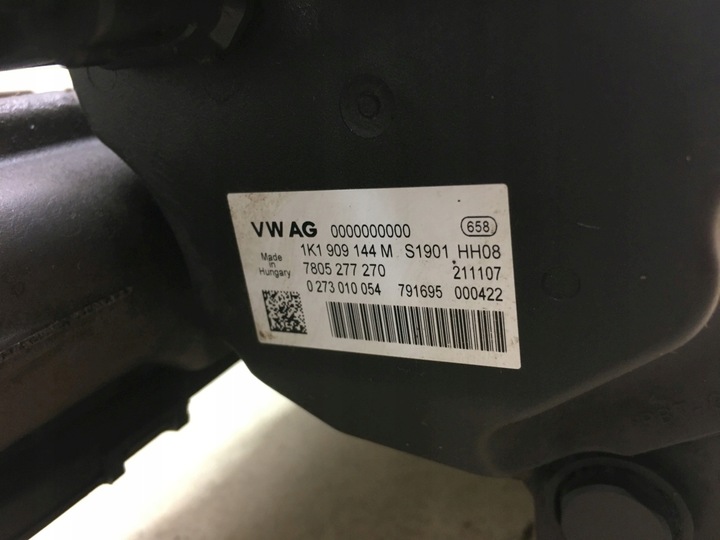 VW AG 0000000000 658
1K1 909 144 M S1901 HH08
Made in Hungary
7805 277 270 211107
0 273 010 054 791695 000422